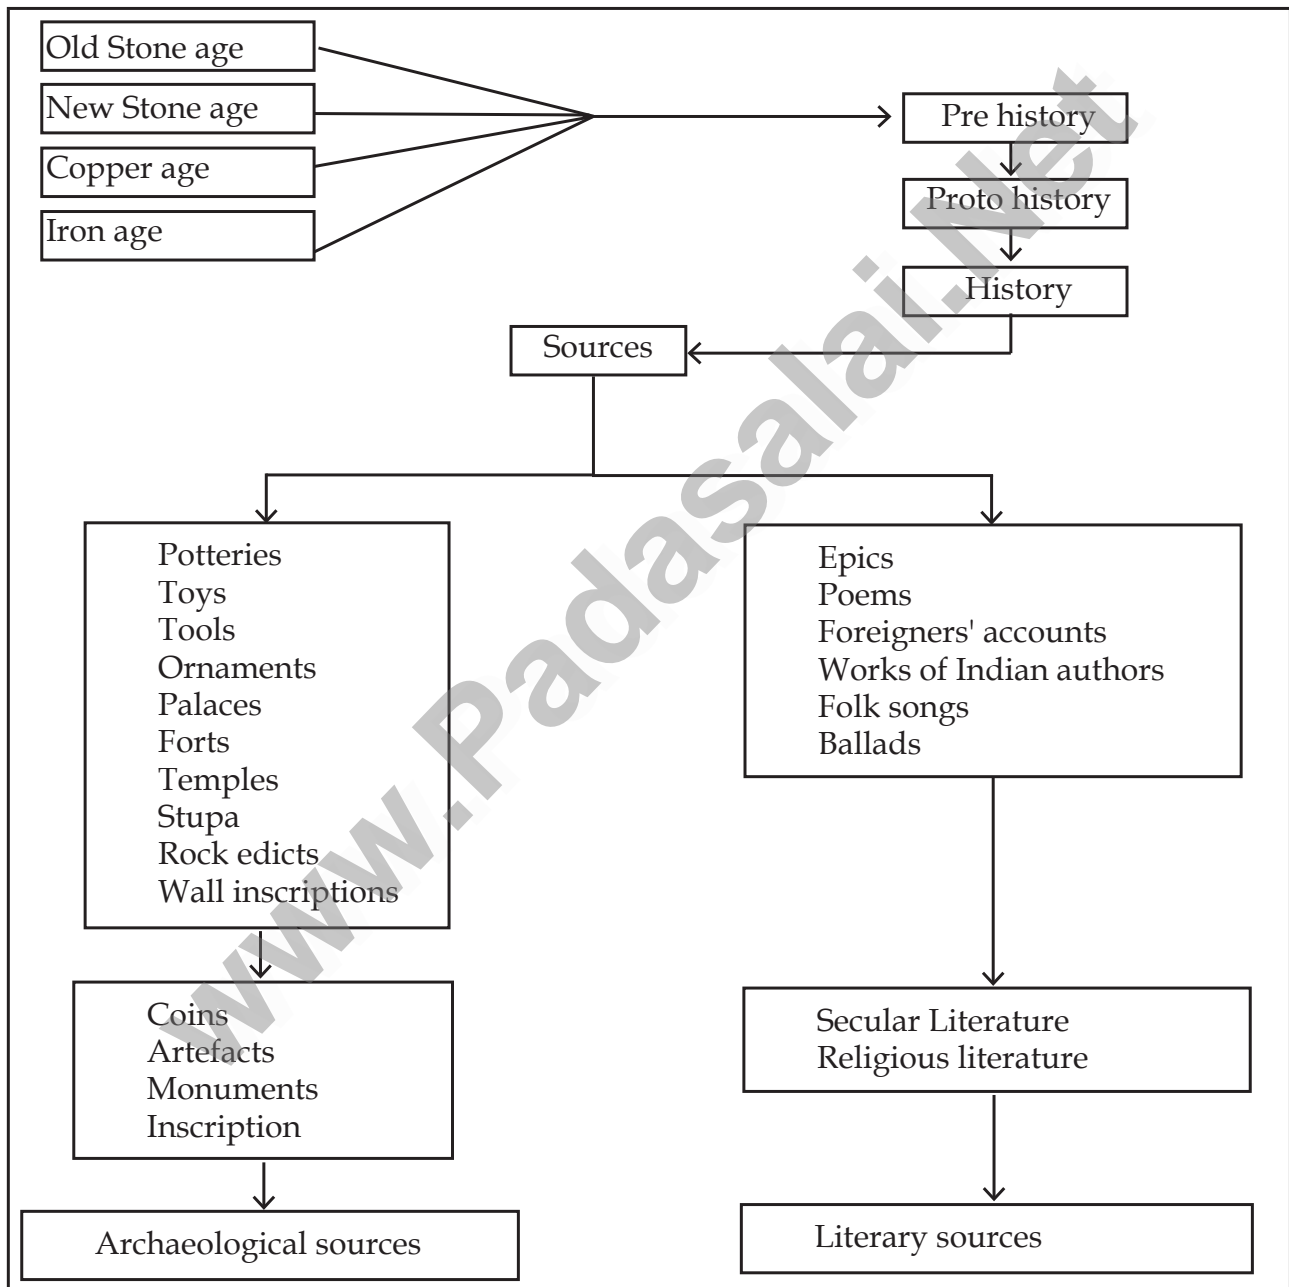 Old Stone age
New Stone age
Copper age
Iron age
Pre history
Proto history
History
Sources
Potteries
Toys
Tools
Ornaments
Palaces
Forts
Temples
Stupa
Rock edicts
Wall inscriptions
Epics
Poems
Foreigners' accounts
Works of Indian authors
Folk songs
Ballads
Coins
Artefacts
Monuments
Inscription
Secular Literature
Religious literature
Archaeological sources
Literary sources
www.Padasalai.Net